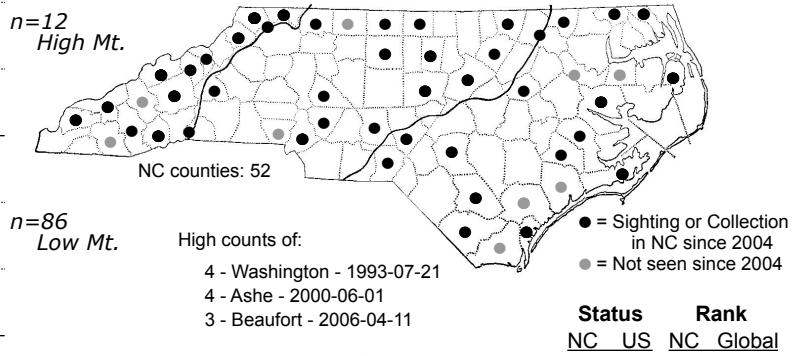 n=12
High Mt.
NC counties: 52
n=86
Low Mt.
High counts of:
4 - Washington - 1993-07-21
4 - Ashe - 2000-06-01
3 - Beaufort - 2006-04-11
● = Sighting or Collection
in NC since 2004
● = Not seen since 2004
Status Rank
NC US NC Global